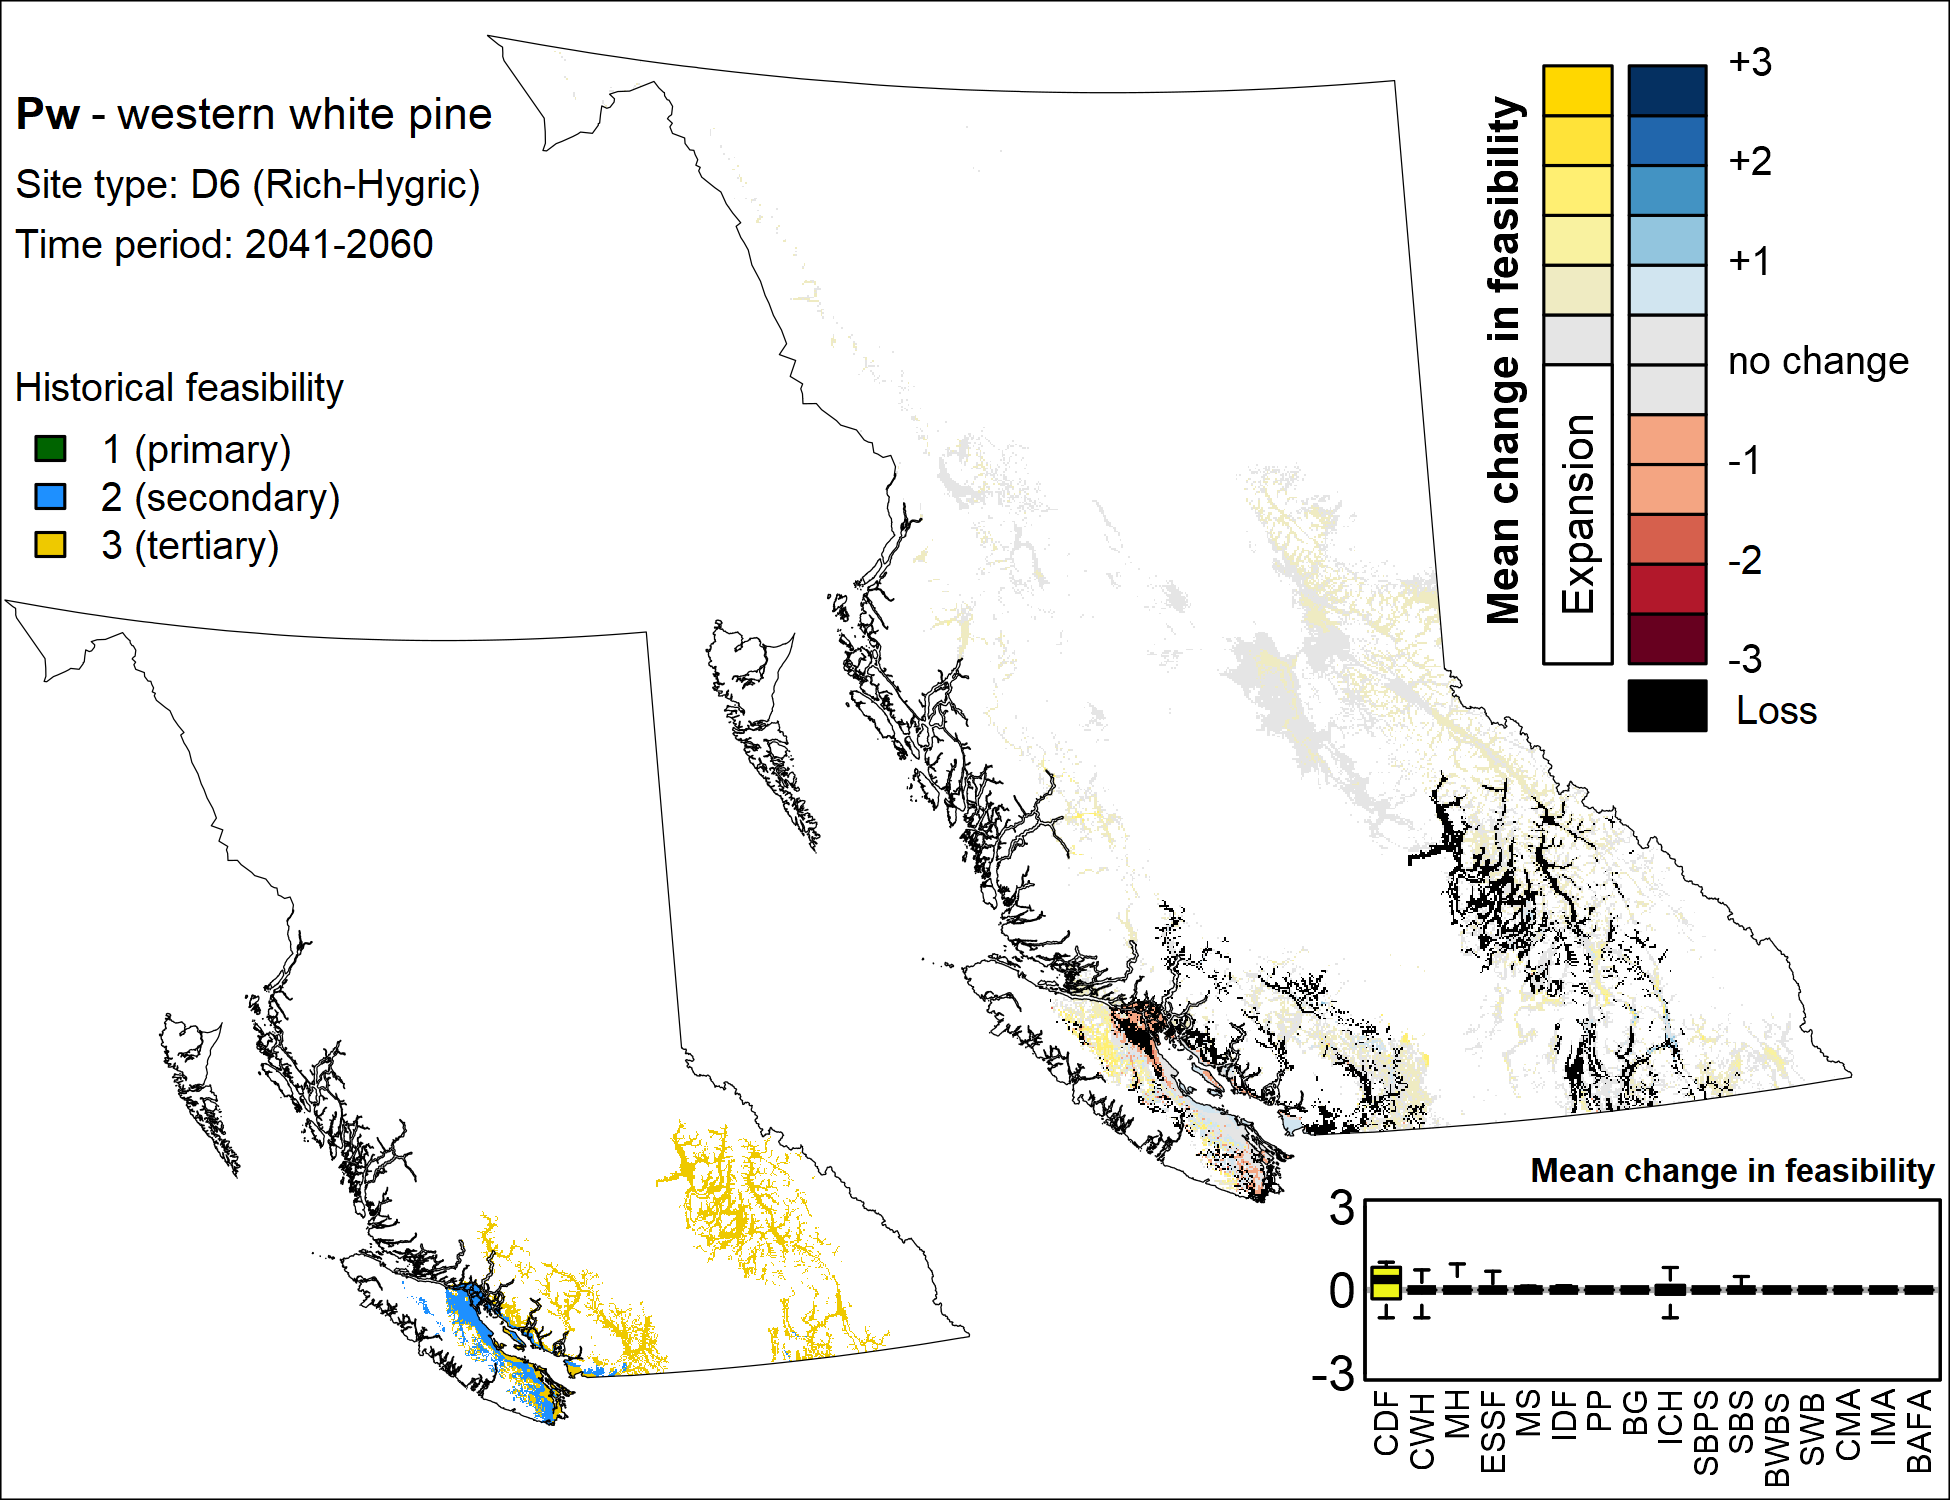 Pw - western white pine
Site type: D6 (Rich-Hygric)
Time period: 2041-2060
Historical feasibility
1 (primary)
2 (secondary)
3 (tertiary)
Mean change in feasibility
Expansion
+3
+2
+1
no change
-1
-2
-3
Loss
Mean change in feasibility
3
0
-3
CDF
CWH
MH
ESSF
MS
IDF
PP
BG
ICH
SBPS
SBS
BWBS
SWB
CMA
IMA
BAFA